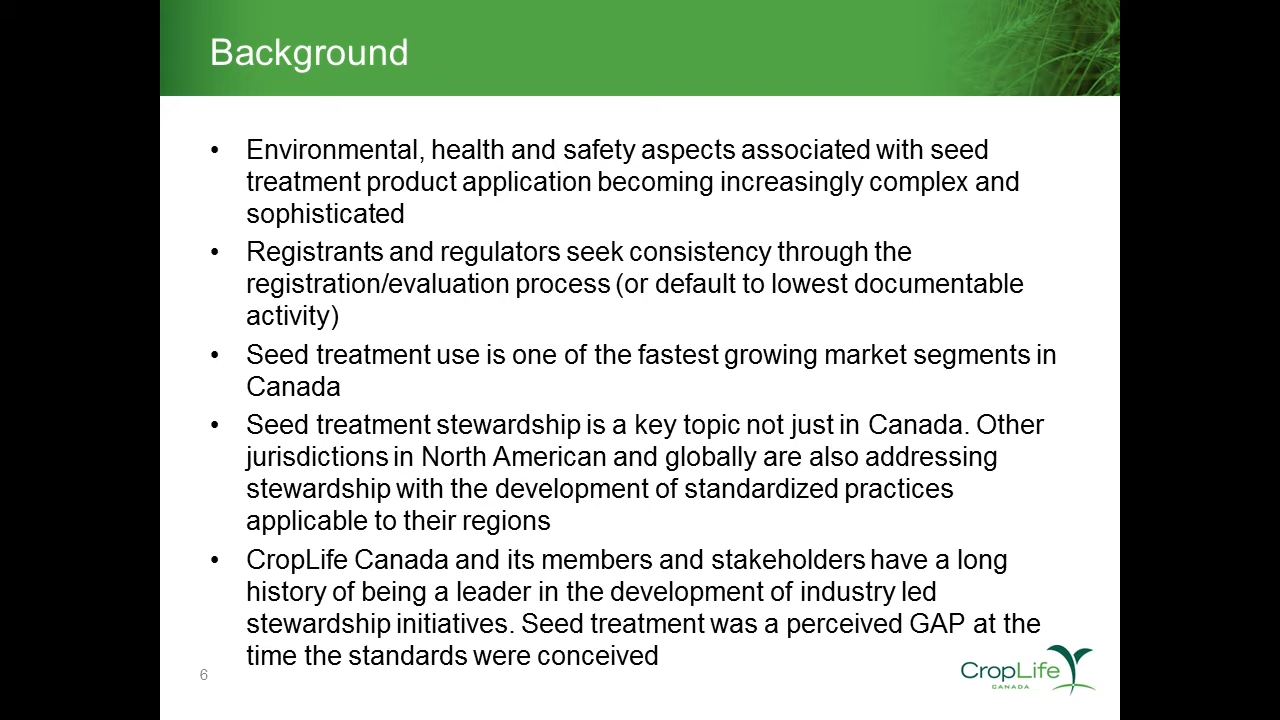 Background
• Environmental, health and safety aspects associated with seed
treatment product application becoming increasingly complex and
sophisticated
• Registrants and regulators seek consistency through the
registration/evaluation process (or default to lowest documentable
activity)
• Seed treatment use is one of the fastest growing market segments in
Canada
• Seed treatment stewardship is a key topic not just in Canada. Other
jurisdictions in North American and globally are also addressing
stewardship with the development of standardized practices
applicable to their regions
• CropLife Canada and its members and stakeholders have a long
history of being a leader in the development of industry led
stewardship initiatives. Seed treatment was a perceived GAP at the
time the standards were conceived
6
CropLife
CANADA